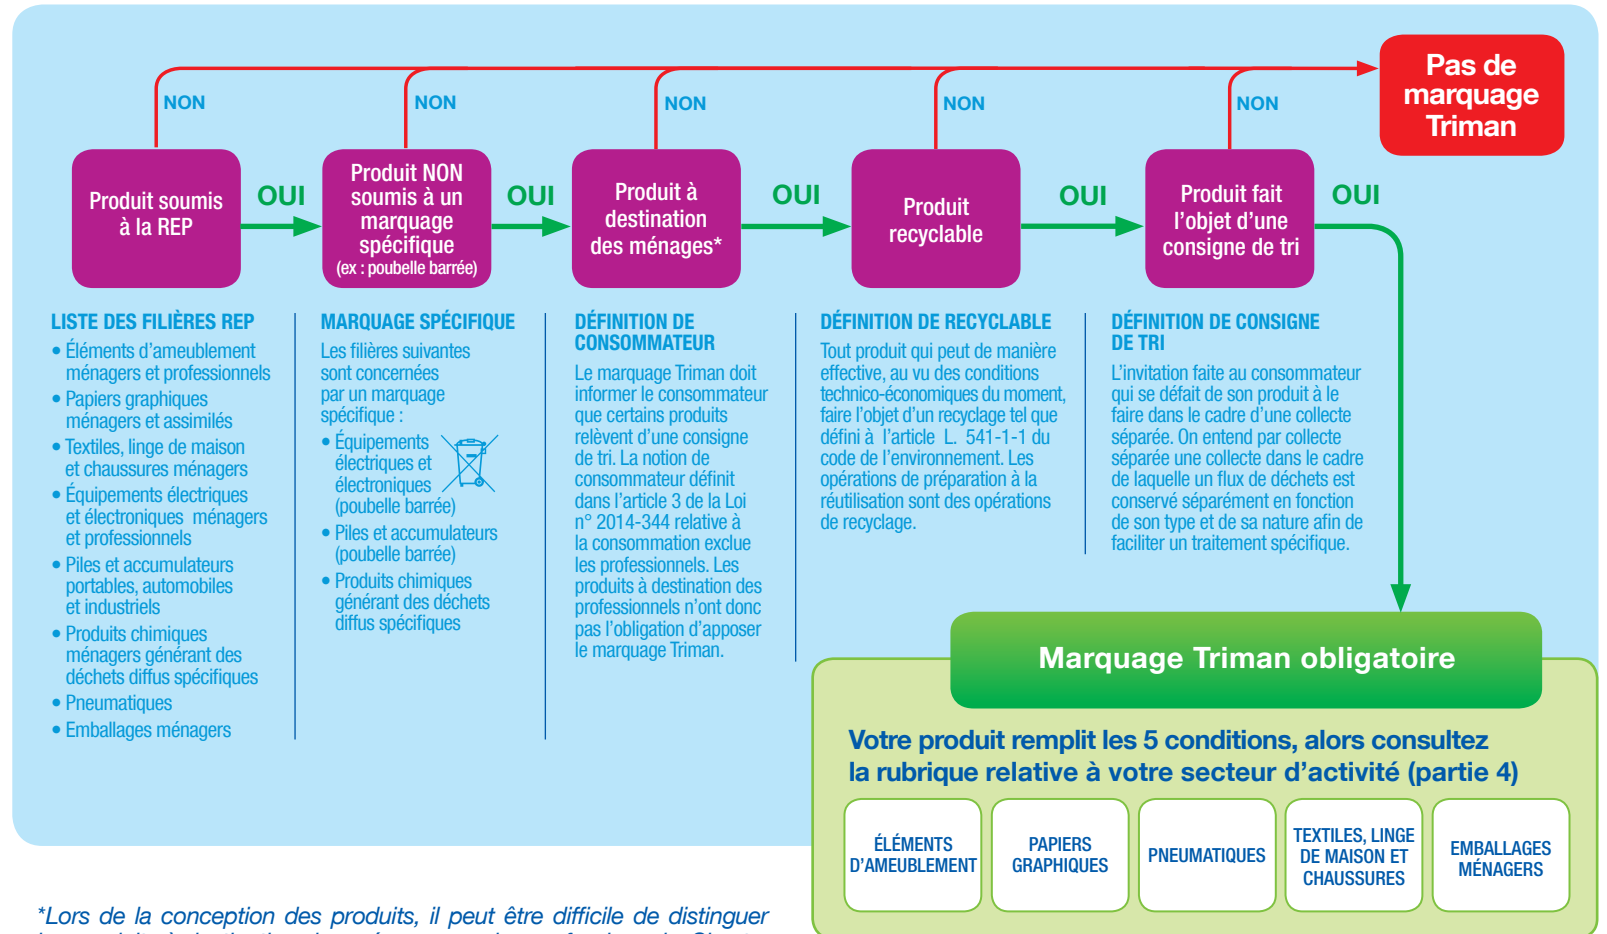 Pas de
marquage
Triman
NON
NON
NON
NON
NON
Produit soumis
à la REP
OUI
Produit NON
soumis à un
marquage
spécifique
(ex : poubelle barrée)
OUI
Produit à
destination
des ménages*
OUI
Produit
recyclable
OUI
Produit fait
l’objet d’une
consigne de tri
OUI
LISTE DES FILIÈRES REP
• Éléments d’ameublement
ménagers et professionnels
• Papiers graphiques
ménagers et assimilés
• Textiles, linge de maison
et chaussures ménagers
• Équipements électriques
et électroniques ménagers
et professionnels
• Piles et accumulateurs
portables, automobiles
et industriels
• Produits chimiques
ménagers générant des
déchets diffus spécifiques
• Pneumatiques
• Emballages ménagers
MARQUAGE SPÉCIFIQUE
Les filières suivantes
sont concernées
par un marquage
spécifique :
• Équipements
électriques et
électroniques
(poubelle barrée)
• Piles et accumulateurs
(poubelle barrée)
• Produits chimiques
générant des déchets
diffus spécifiques
DÉFINITION DE
CONSOMMATEUR
Le marquage Triman doit
informer le consommateur
que certains produits
relèvent d’une consigne
de tri. La notion de
consommateur définit
dans l’article 3 de la Loi
n° 2014-344 relative à
la consommation exclue
les professionnels. Les
produits à destination des
professionnels n’ont donc
pas l’obligation d’apposer
le marquage Triman.
DÉFINITION DE RECYCLABLE
Tout produit qui peut de manière
effective, au vu des conditions
technico-économiques du moment,
faire l’objet d’un recyclage tel que
défini à l’article L. 541-1-1 du
code de l’environnement. Les
opérations de préparation à la
réutilisation sont des opérations
de recyclage.
DÉFINITION DE CONSIGNE
DE TRI
L’invitation faite au consommateur
qui se défait de son produit à le
faire dans le cadre d’une collecte
séparée. On entend par collecte
séparée une collecte dans le cadre
de laquelle un flux de déchets est
conservé séparément en fonction
de son type et de sa nature afin de
faciliter un traitement spécifique.
Marquage Triman obligatoire
Votre produit remplit les 5 conditions, alors consultez
la rubrique relative à votre secteur d’activité (partie 4)
ÉLÉMENTS
D’AMEUBLEMENT
PAPIERS
GRAPHIQUES
PNEUMATIQUES
TEXTILES, LINGE
DE MAISON ET
CHAUSSURES
EMBALLAGES
MÉNAGERS
*Lors de la conception des produits, il peut être difficile de distinguer